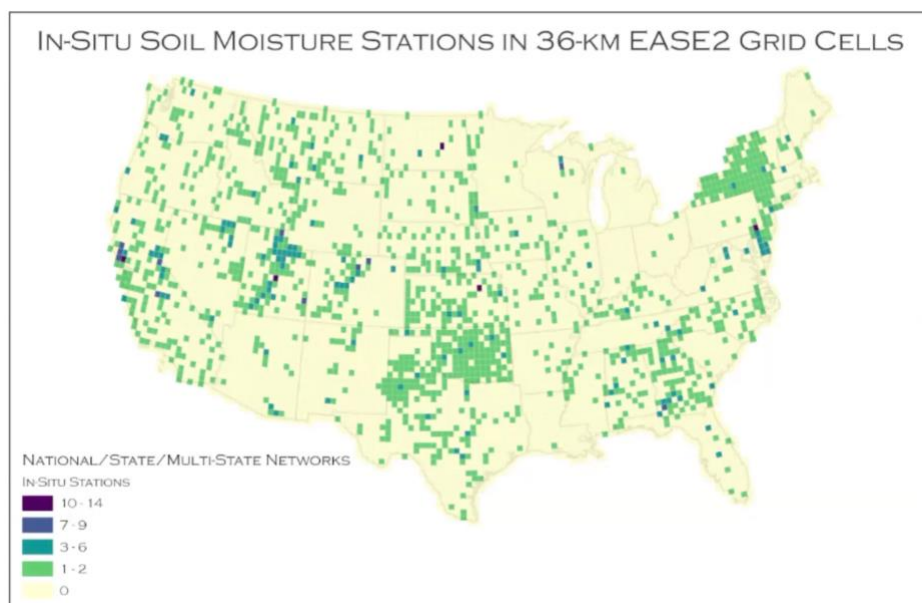 IN-SITU SOIL MOISTURE STATIONS IN 36-KM EASE2 GRID CELLS
NATIONAL/STATE/MULTI-STATE NETWORKS
IN-SITU STATIONS
10 - 14
7 - 9
3 - 6
1 - 2
0